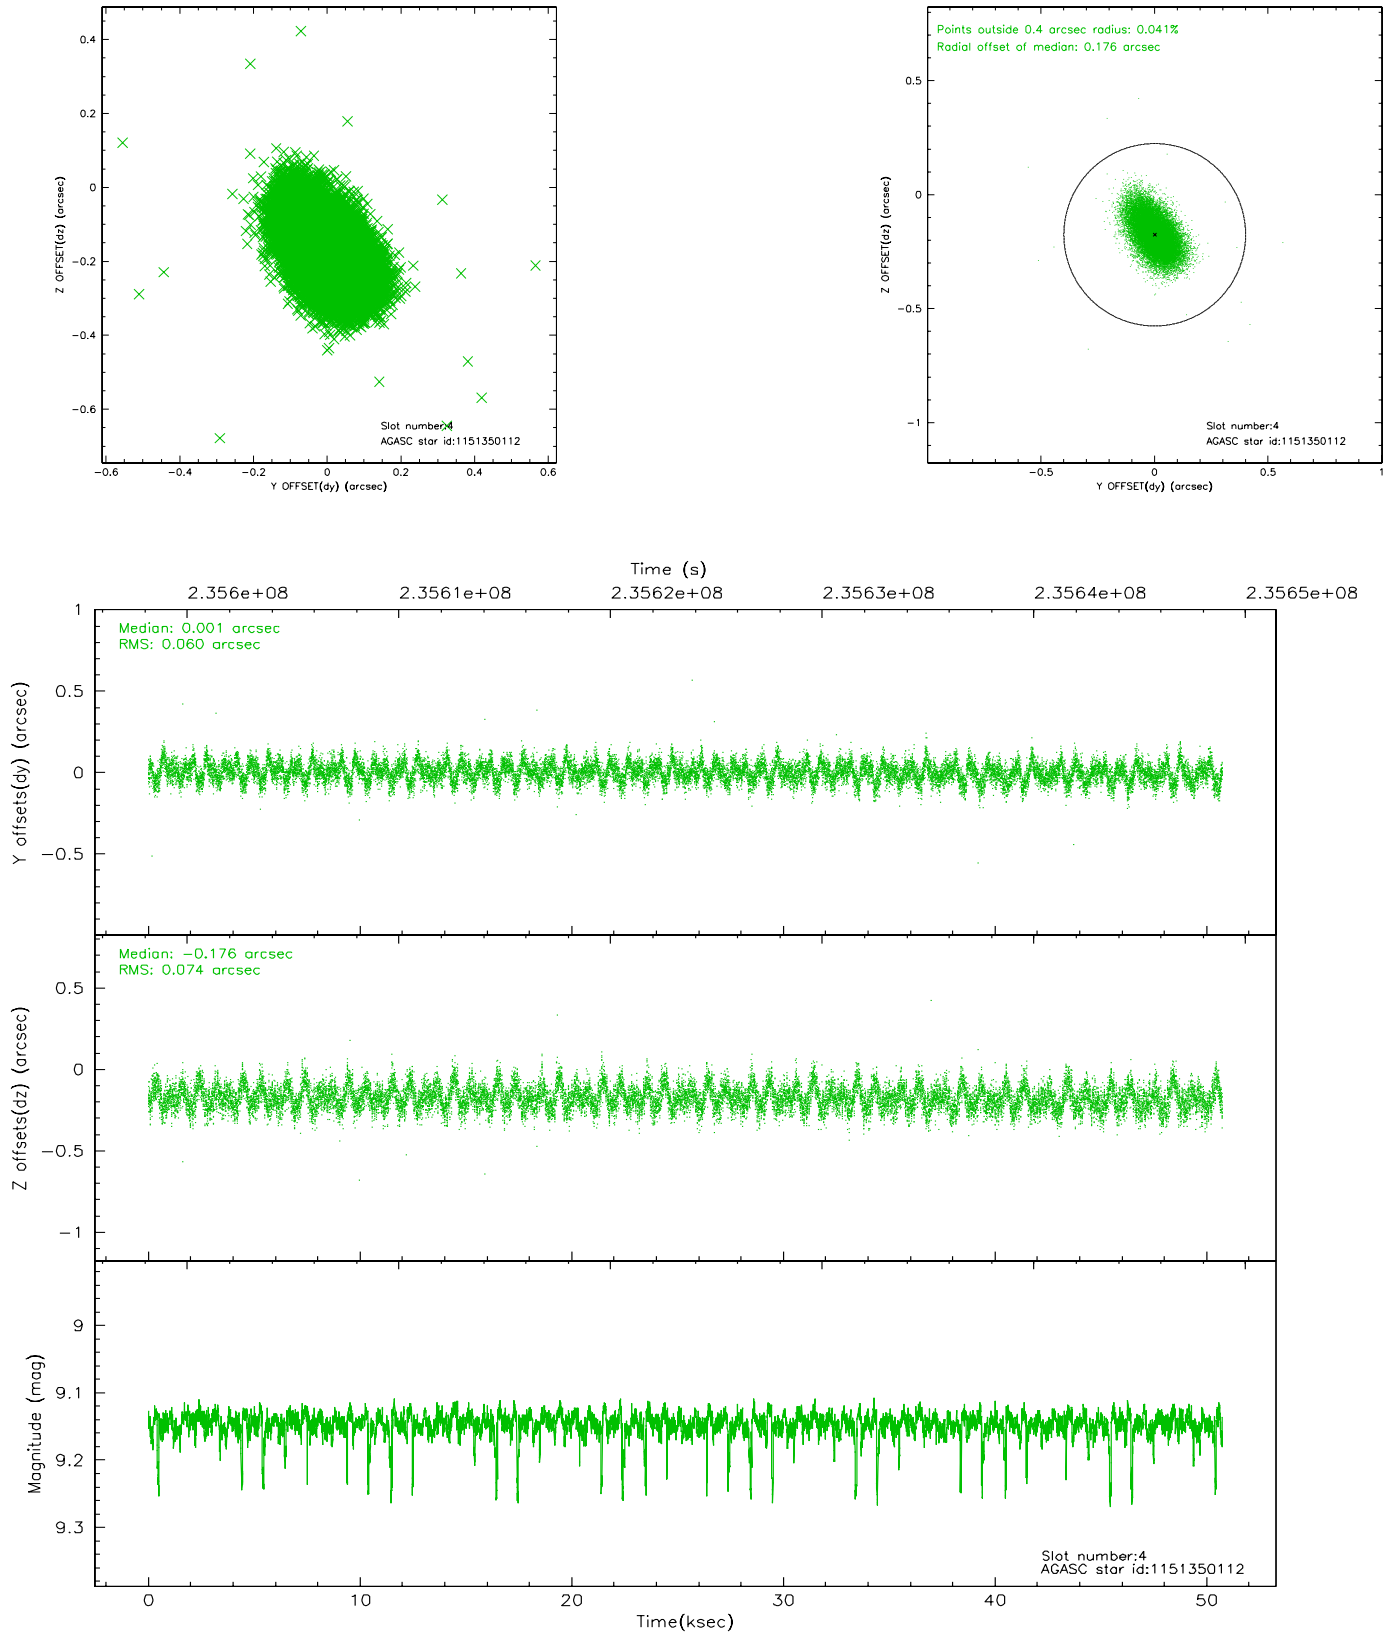 0.4
0.2
0
−0.2
−0.4
−0.6
Z OFFSET(dz) (arcsec)
Slot number:4
AGASC star id:1151350112
−0.6 −0.4 −0.2 0 0.2 0.4 0.6
Y OFFSET(dy) (arcsec)
Points outside 0.4 arcsec radius: 0.041%
Radial offset of median: 0.176 arcsec
0.5
0
−0.5
−1
Z OFFSET(dz) (arcsec)
Slot number:4
AGASC star id:1151350112
−0.5 0 0.5 1
Y OFFSET(dy) (arcsec)
Time (s)
2.356e+08 2.3561e+08 2.3562e+08 2.3563e+08 2.3564e+08 2.3565e+08
Median: 0.001 arcsec
RMS: 0.060 arcsec
1
0.5
0
−0.5
Y offsets(dy) (arcsec)
Median: −0.176 arcsec
RMS: 0.074 arcsec
0.5
0
−0.5
−1
Z offsets(dz) (arcsec)
9
9.1
9.2
9.3
Magnitude (mag)
Slot number:4
AGASC star id:1151350112
0 10 20 30 40 50
Time(ksec)